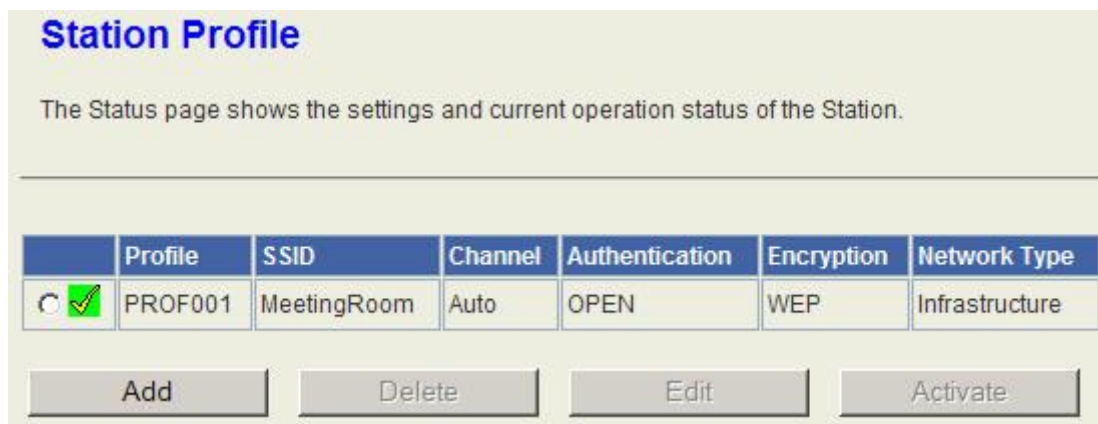 Station Profile
The Status page shows the settings and current operation status of the Station.
Profile SSID Channel Authentication Encryption Network Type
PROF001 MeetingRoom Auto OPEN WEP Infrastructure
Add Delete Edit Activate